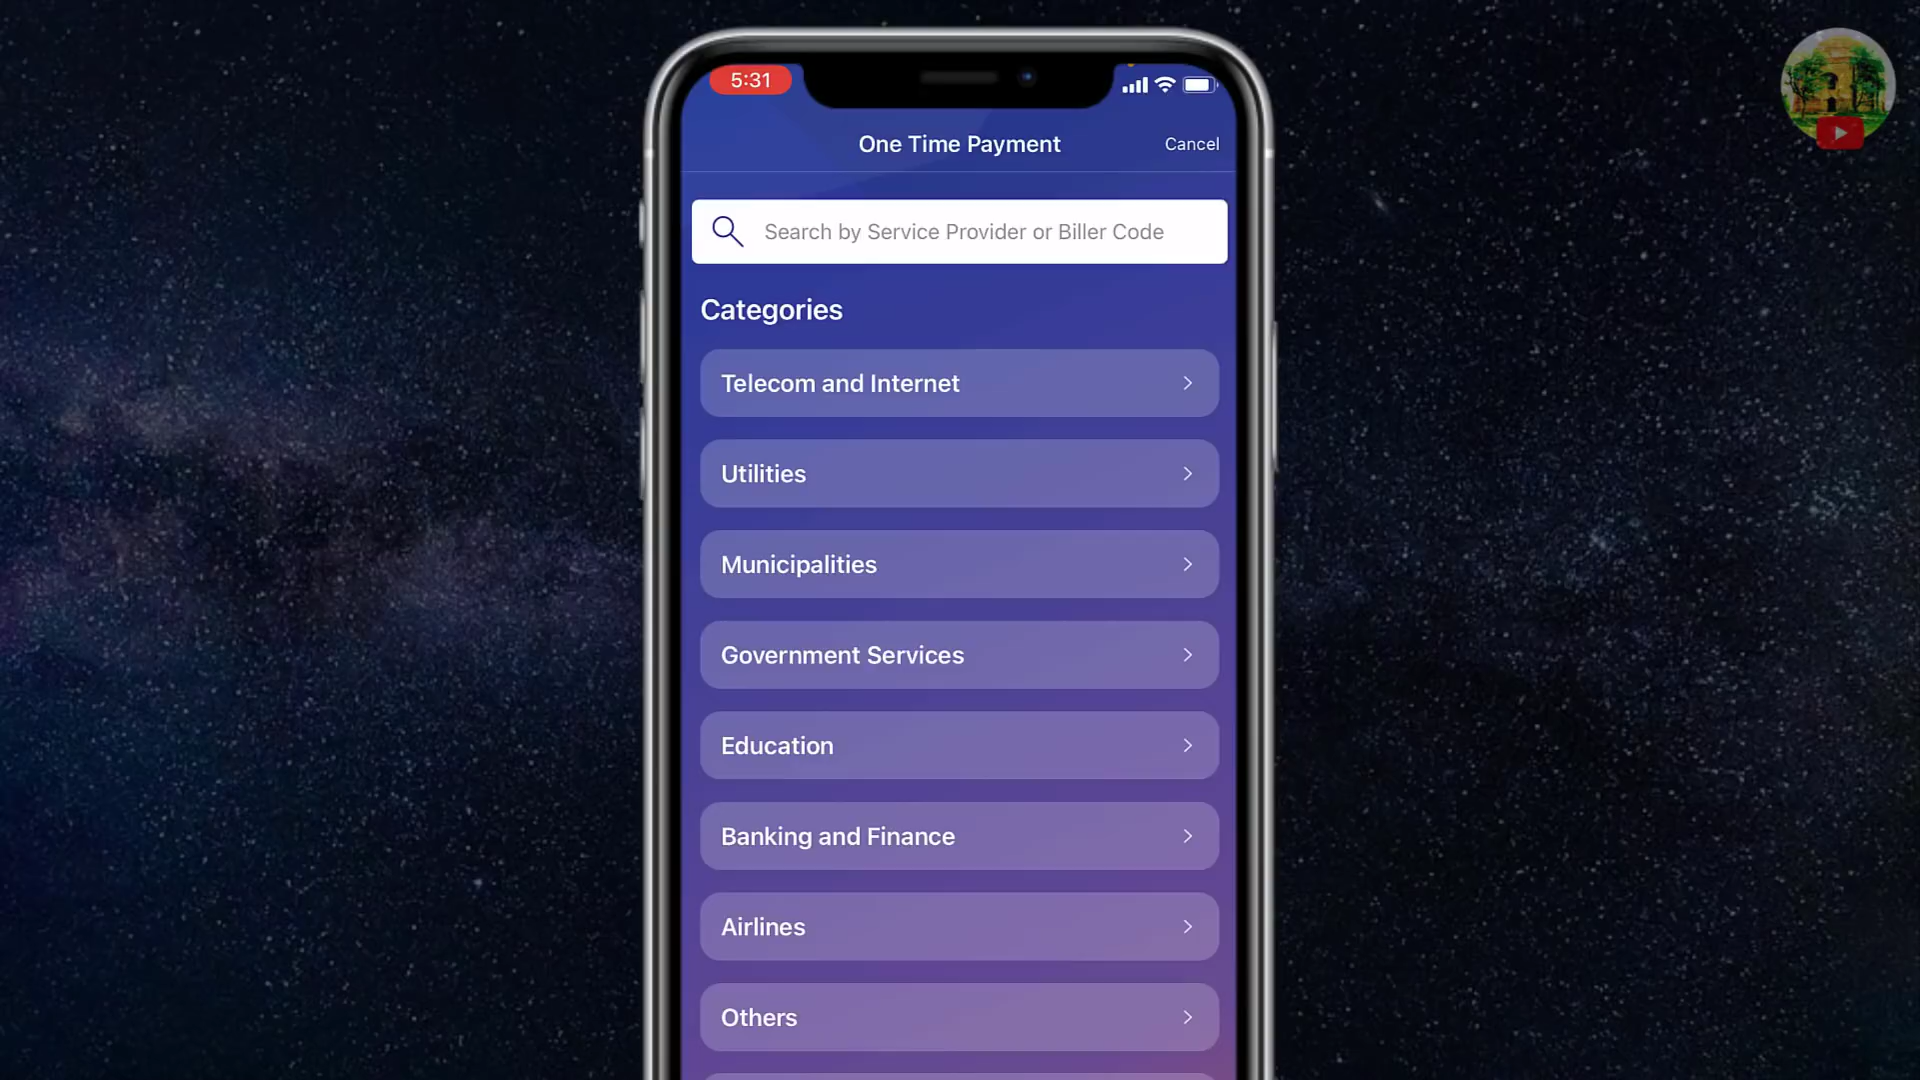 5:31
One Time Payment
Cancel
Search by Service Provider or Biller Code
Categories
Telecom and Internet
Utilities
Municipalities
Government Services
Education
Banking and Finance
Airlines
Others